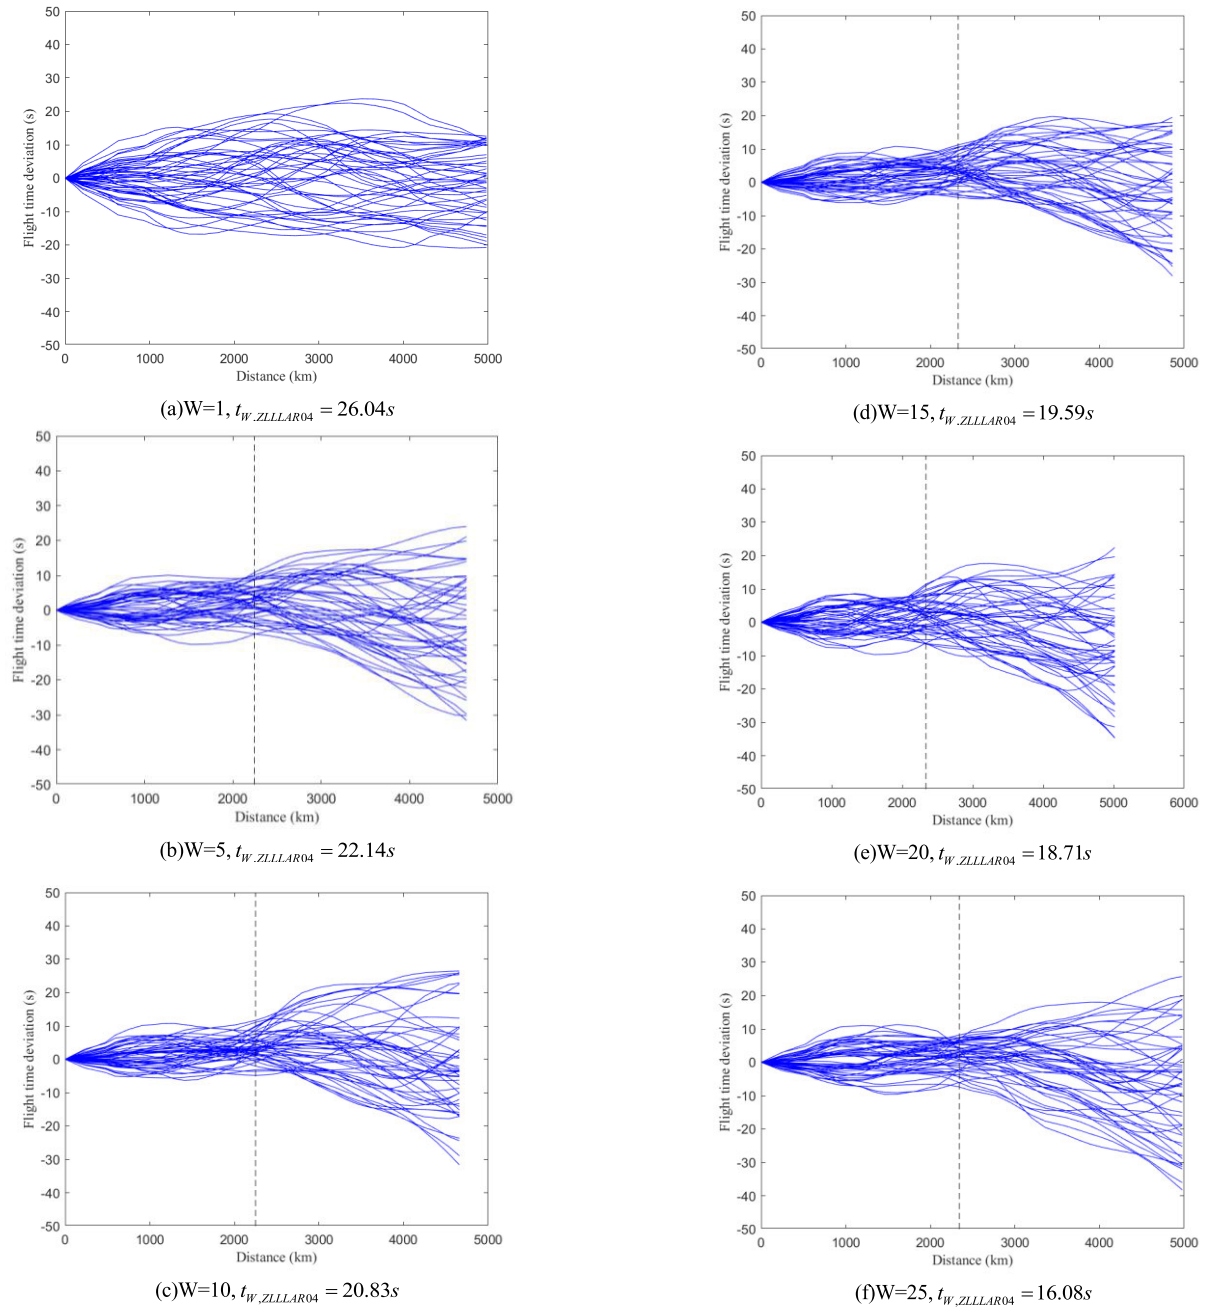 50
40
30
20
10
0
-10
-20
-30
-40
-50
Flight time deviation (s)
0 1000 2000 3000 4000 5000
Distance (km)
(a)W=1, t_{W.ZLLLAR04} = 26.04s
50
40
30
20
10
0
-10
-20
-30
-40
-50
Flight time deviation (s)
0 1000 2000 3000 4000 5000
Distance (km)
(b)W=5, t_{W.ZLLLAR04} = 22.14s
50
40
30
20
10
0
-10
-20
-30
-40
-50
Flight time deviation (s)
0 1000 2000 3000 4000 5000
Distance (km)
(c)W=10, t_{W,ZLLLAR04} = 20.83s
50
40
30
20
10
0
-10
-20
-30
-40
-50
Flight time deviation (s)
0 1000 2000 3000 4000 5000
Distance (km)
(d)W=15, t_{W.ZLLLAR04} = 19.59s
50
40
30
20
10
0
-10
-20
-30
-40
-50
Flight time deviation (s)
0 1000 2000 3000 4000 5000 6000
Distance (km)
(e)W=20, t_{W.ZLLLAR04} = 18.71s
50
40
30
20
10
0
-10
-20
-30
-40
-50
Flight time deviation (s)
0 1000 2000 3000 4000 5000
Distance (km)
(f)W=25, t_{W,ZLLLAR04} = 16.08s